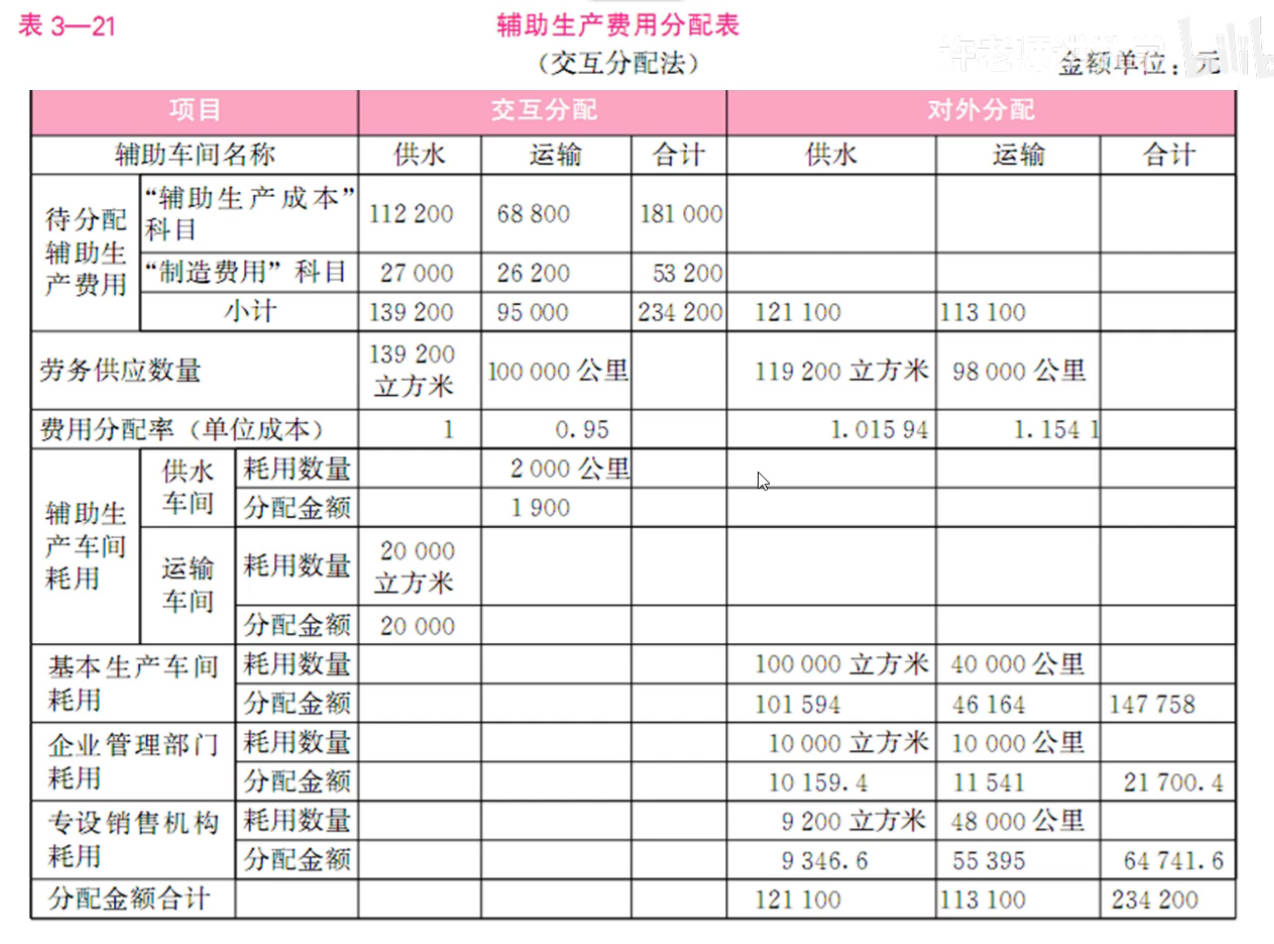 表 3—21
辅助生产费用分配表
（交互分配法）
金额单位：元
项目 交互分配 对外分配
辅助车间名称 供水 运输 合计 供水 运输 合计
待分配辅助生产费用 “辅助生产成本”科目 112 200 68 800 181 000
“制造费用”科目 27 000 26 200 53 200
小计 139 200 95 000 234 200 121 100 113 100
劳务供应数量 139 200 立方米 100 000 公里 119 200 立方米 98 000 公里
费用分配率（单位成本） 1 0.95 1.015 94 1.154 1
辅助生产车间耗用 供水车间 耗用数量 2 000 公里
分配金额 1 900
运输车间 耗用数量 20 000 立方米
分配金额 20 000
基本生产车间耗用 耗用数量 100 000 立方米 40 000 公里
分配金额 101 594 46 164 147 758
企业管理部门耗用 耗用数量 10 000 立方米 10 000 公里
分配金额 10 159.4 11 541 21 700.4
专设销售机构耗用 耗用数量 9 200 立方米 48 000 公里
分配金额 9 346.6 55 395 64 741.6
分配金额合计 121 100 113 100 234 200